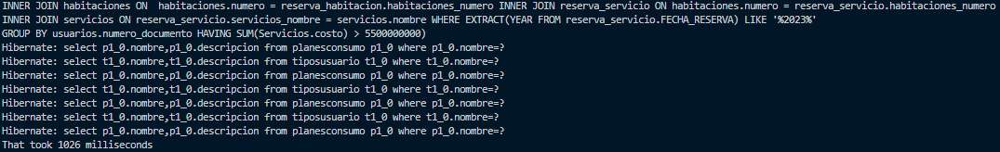 INNER JOIN habitaciones ON  habitaciones.numero = reserva_habitacion.habitaciones_numero INNER JOIN reserva_servicio ON habitaciones.numero = reserva_servicio.habitaciones_numero
INNER JOIN servicios ON reserva_servicio.servicios_nombre = servicios.nombre WHERE EXTRACT(YEAR FROM reserva_servicio.FECHA_RESERVA) LIKE '%2023%'
GROUP BY usuarios.numero_documento HAVING SUM(Servicios.costo) > 5500000000)
Hibernate: select p1_0.nombre,p1_0.descripcion from planesconsumo p1_0 where p1_0.nombre=?
Hibernate: select t1_0.nombre,t1_0.descripcion from tiposusuario t1_0 where t1_0.nombre=?
Hibernate: select p1_0.nombre,p1_0.descripcion from planesconsumo p1_0 where p1_0.nombre=?
Hibernate: select t1_0.nombre,t1_0.descripcion from tiposusuario t1_0 where t1_0.nombre=?
Hibernate: select p1_0.nombre,p1_0.descripcion from planesconsumo p1_0 where p1_0.nombre=?
Hibernate: select t1_0.nombre,t1_0.descripcion from tiposusuario t1_0 where t1_0.nombre=?
Hibernate: select p1_0.nombre,p1_0.descripcion from planesconsumo p1_0 where p1_0.nombre=?
That took 1026 milliseconds